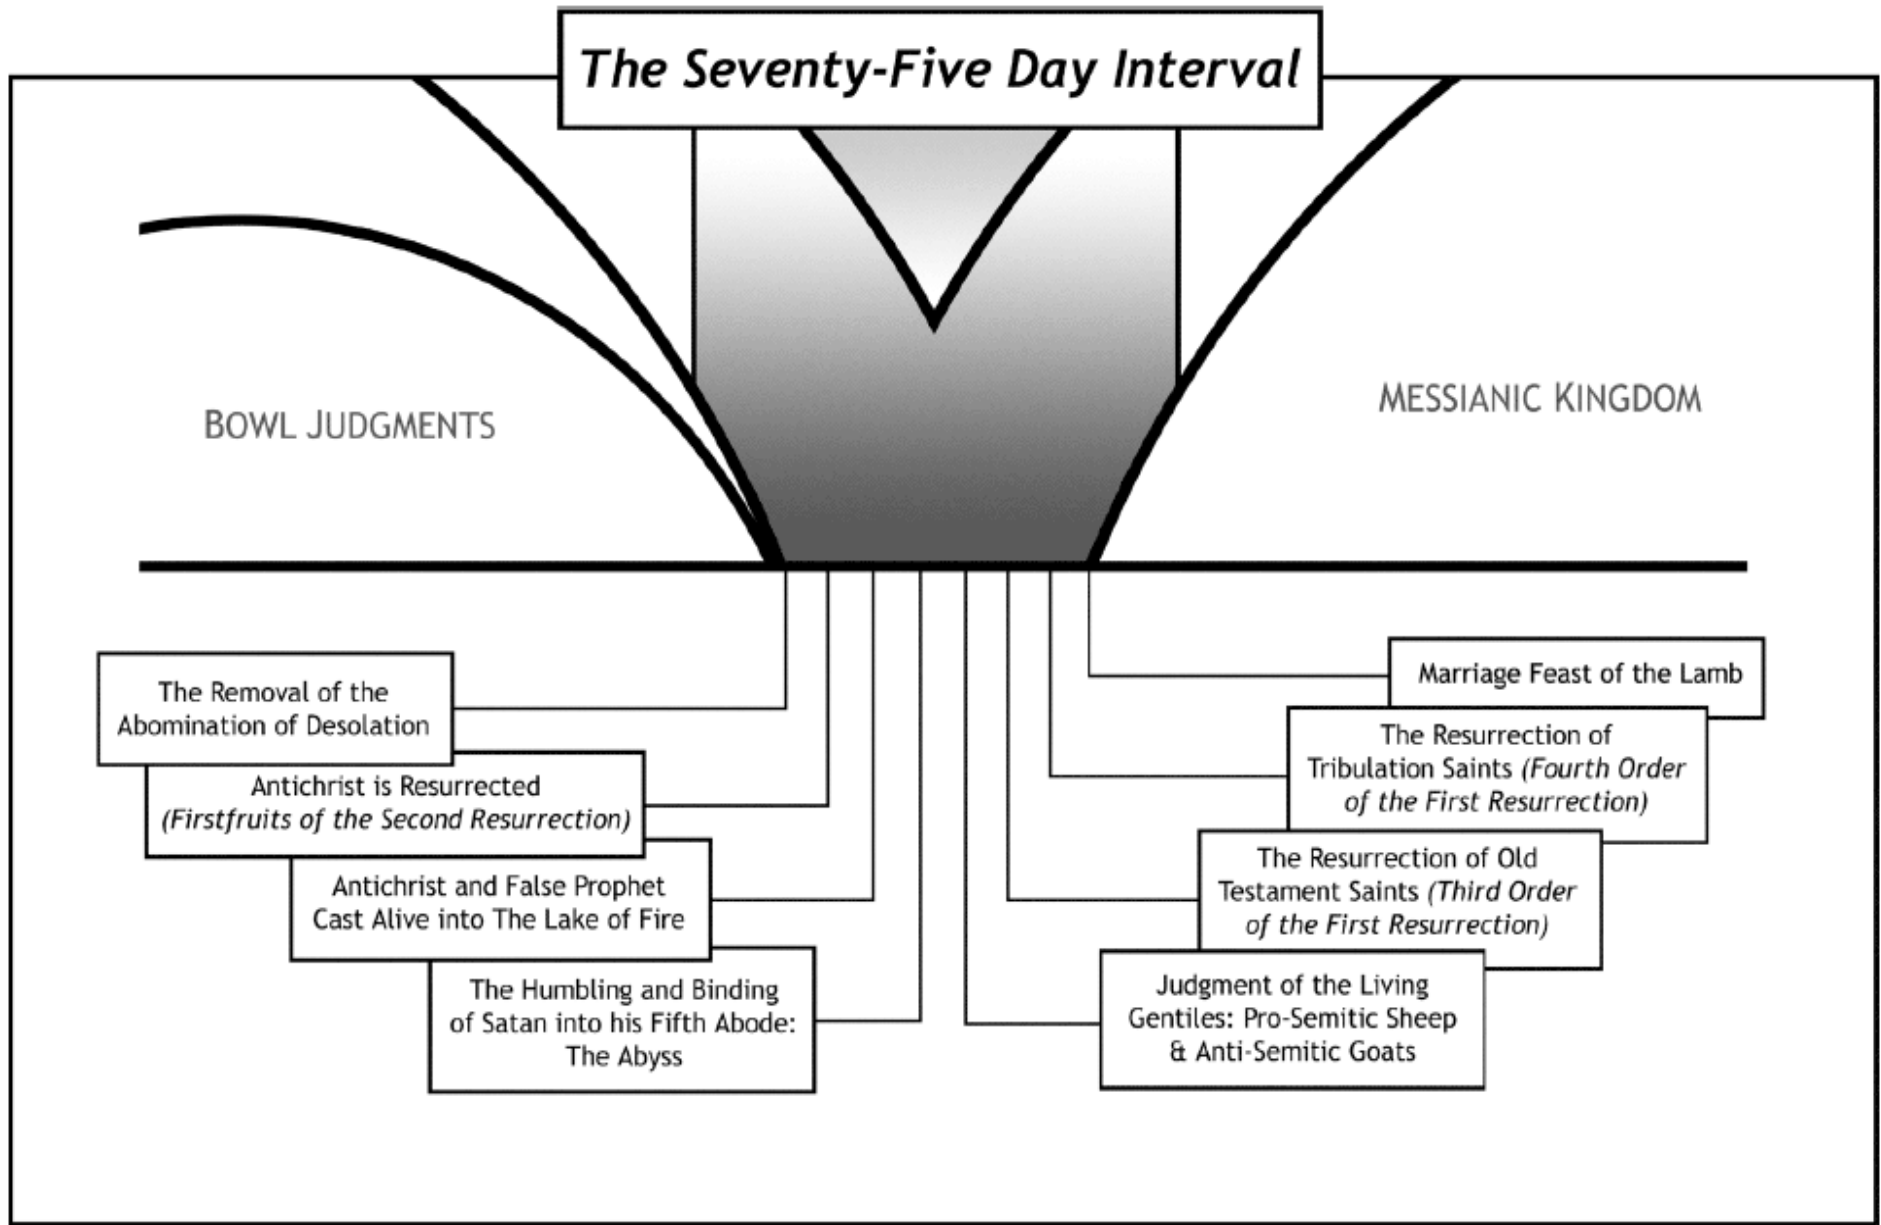 The Seventy-Five Day Interval
BOWL JUDGMENTS
MESSIANIC KINGDOM
The Removal of the
Abomination of Desolation
Antichrist is Resurrected
(Firstfruits of the Second Resurrection)
Antichrist and False Prophet
Cast Alive into The Lake of Fire
The Humbling and Binding
of Satan into his Fifth Abode:
The Abyss
Marriage Feast of the Lamb
The Resurrection of
Tribulation Saints (Fourth Order
of the First Resurrection)
The Resurrection of Old
Testament Saints (Third Order
of the First Resurrection)
Judgment of the Living
Gentiles: Pro-Semitic Sheep
& Anti-Semitic Goats